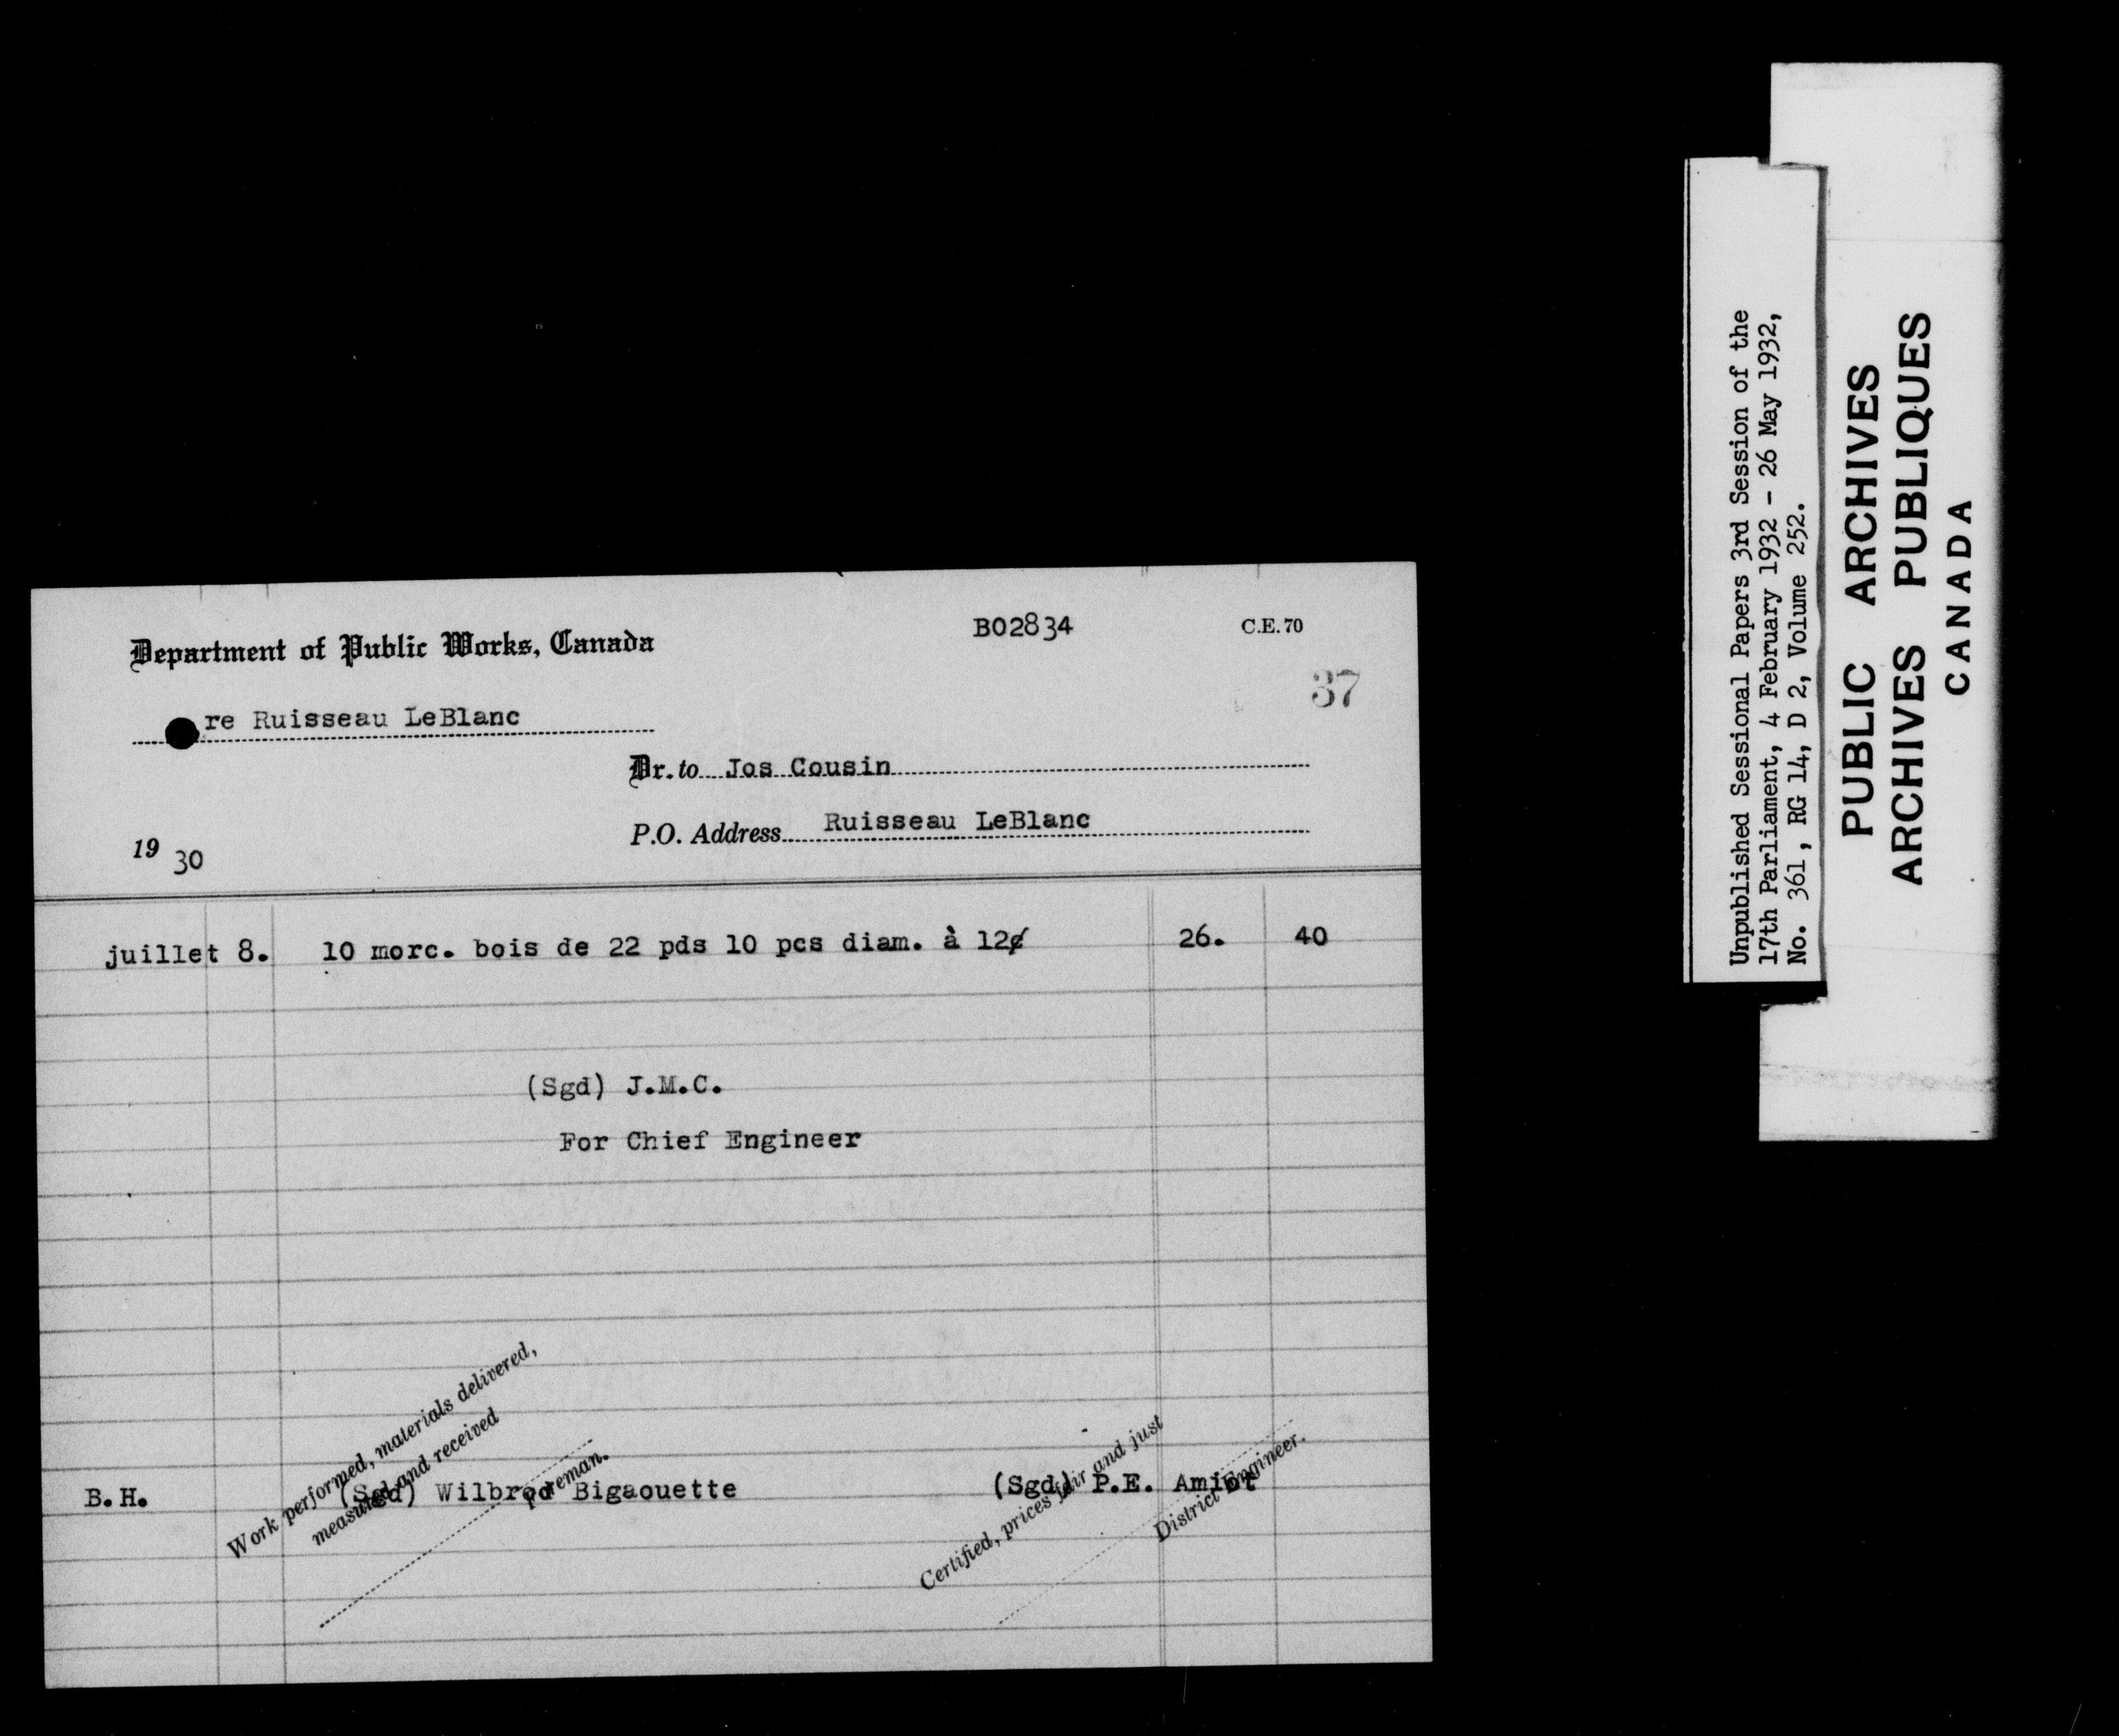 Department of Public Works, Canada
B02834
C.E. 70
37
re Ruisseau LeBlanc
Dr. to Jos Cousin
P.O. Address Ruisseau LeBlanc
19 30
juillet 8. 10 morc. bois de 22 pds 10 pcs diam. à 12¢ 26. 40
(Sgd) J.M.C.
For Chief Engineer
Work performed, materials delivered,
measured and received
Foreman.
B.H.
(Sgd) Wilbrod Bigaouette
Certified, prices fair and just
(Sgd) P.E. Amiot
District Engineer.
Unpublished Sessional Papers 3rd Session of the
17th Parliament, 4 February 1932 - 26 May 1932,
No. 361, RG 14, D 2, Volume 252.
PUBLIC ARCHIVES
ARCHIVES PUBLIQUES
CANADA